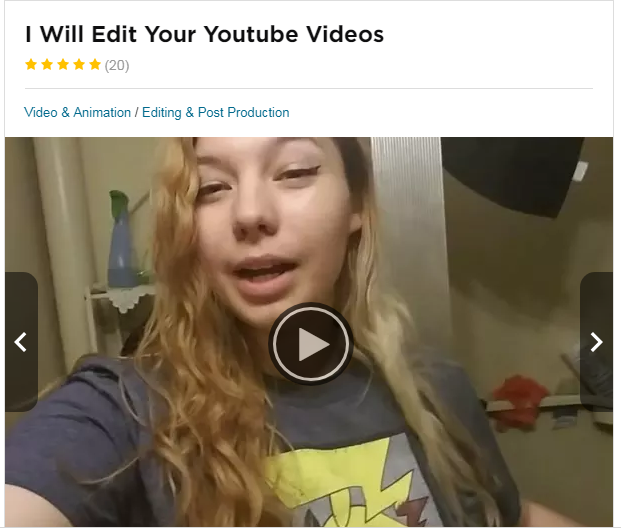 I Will Edit Your Youtube Videos
(20)
Video & Animation / Editing & Post Production